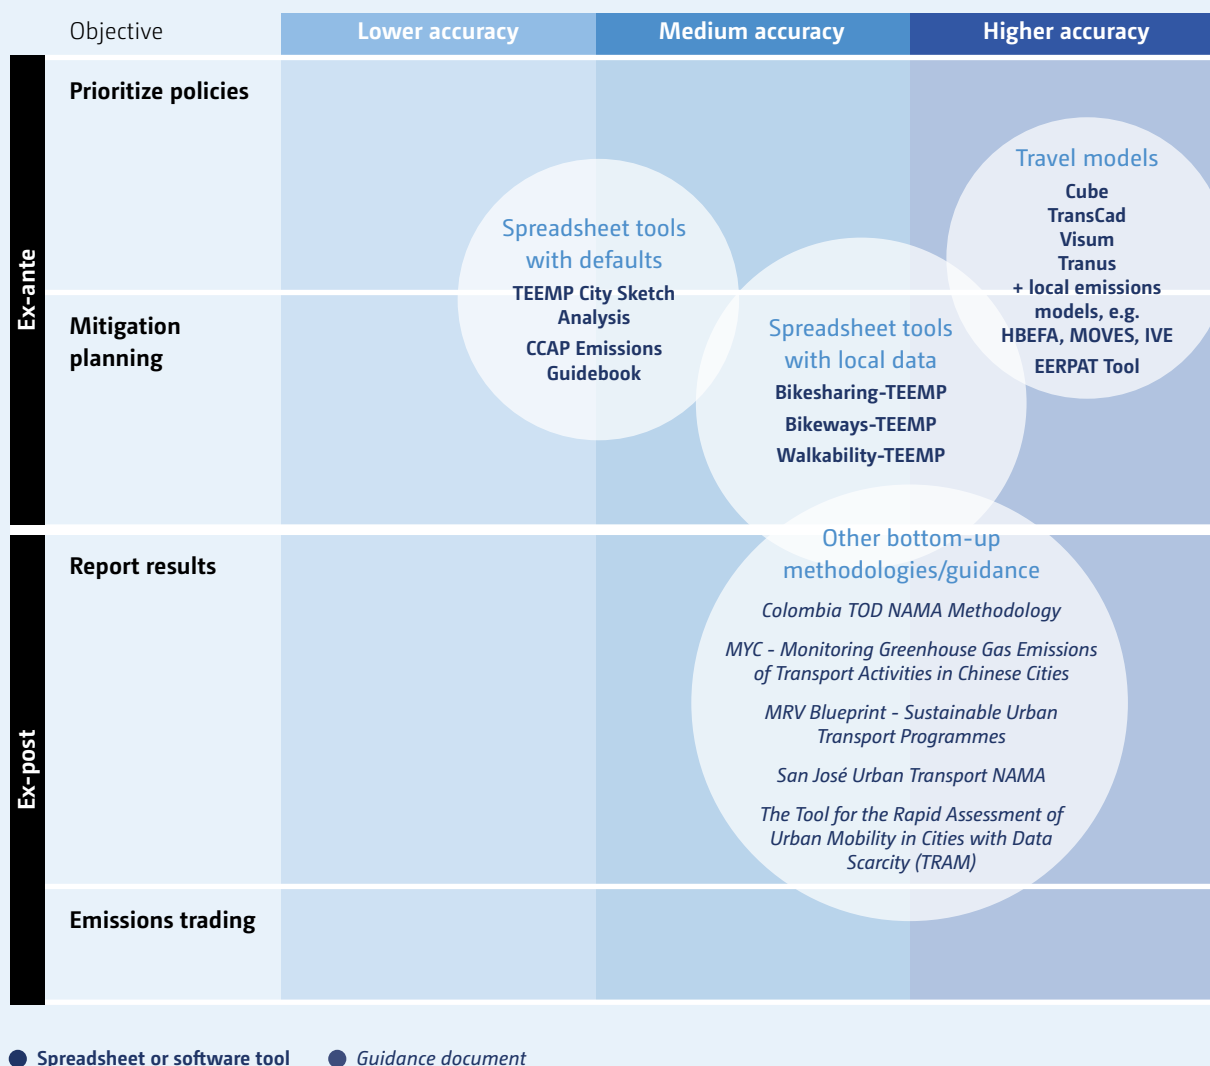 Objective
Lower accuracy
Medium accuracy
Higher accuracy
Ex-ante
Prioritize policies
Mitigation
planning
Spreadsheet tools
with defaults
TEEMP City Sketch
Analysis
CCAP Emissions
Guidebook
Spreadsheet tools
with local data
Bikesharing-TEEMP
Bikeways-TEEMP
Walkability-TEEMP
Travel models
Cube
TransCad
Visum
Tranus
+ local emissions
models, e.g.
HBEFA, MOVES, IVE
EERPAT Tool
Ex-post
Report results
Emissions trading
Other bottom-up
methodologies/guidance
Colombia TOD NAMA Methodology
MYC - Monitoring Greenhouse Gas Emissions
of Transport Activities in Chinese Cities
MRV Blueprint - Sustainable Urban
Transport Programmes
San José Urban Transport NAMA
The Tool for the Rapid Assessment of
Urban Mobility in Cities with Data
Scarcity (TRAM)
Spreadsheet or software tool
Guidance document